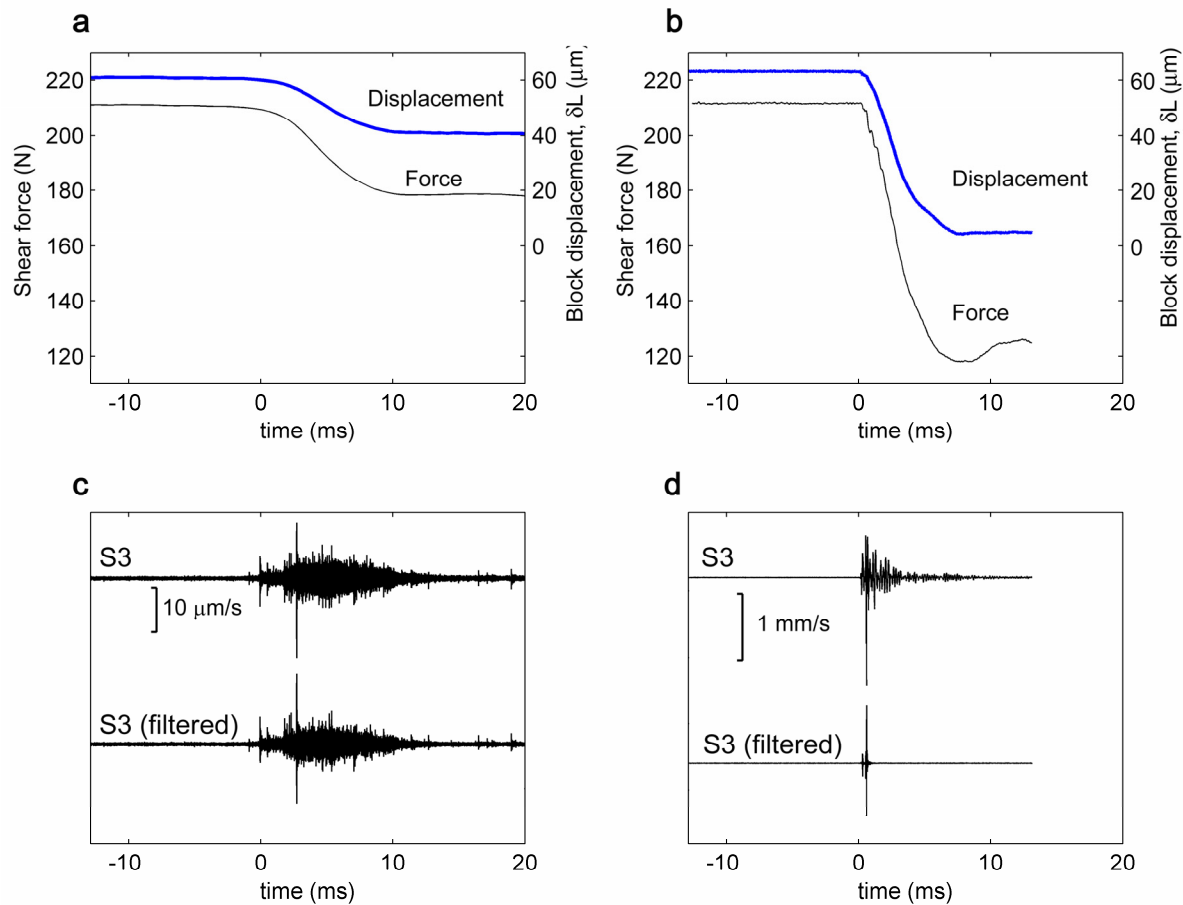 a
Shear force (N)
220
200
180
160
140
120
Displacement
Force
60
40
20
0
Block displacement, δL (μm)
-10
0
10
20
time (ms)
b
Shear force (N)
220
200
180
160
140
120
Displacement
Force
60
40
20
0
Block displacement, δL (μm)
-10
0
10
20
time (ms)
c
S3
10 μm/s
S3 (filtered)
-10
0
10
20
time (ms)
d
S3
1 mm/s
S3 (filtered)
-10
0
10
20
time (ms)